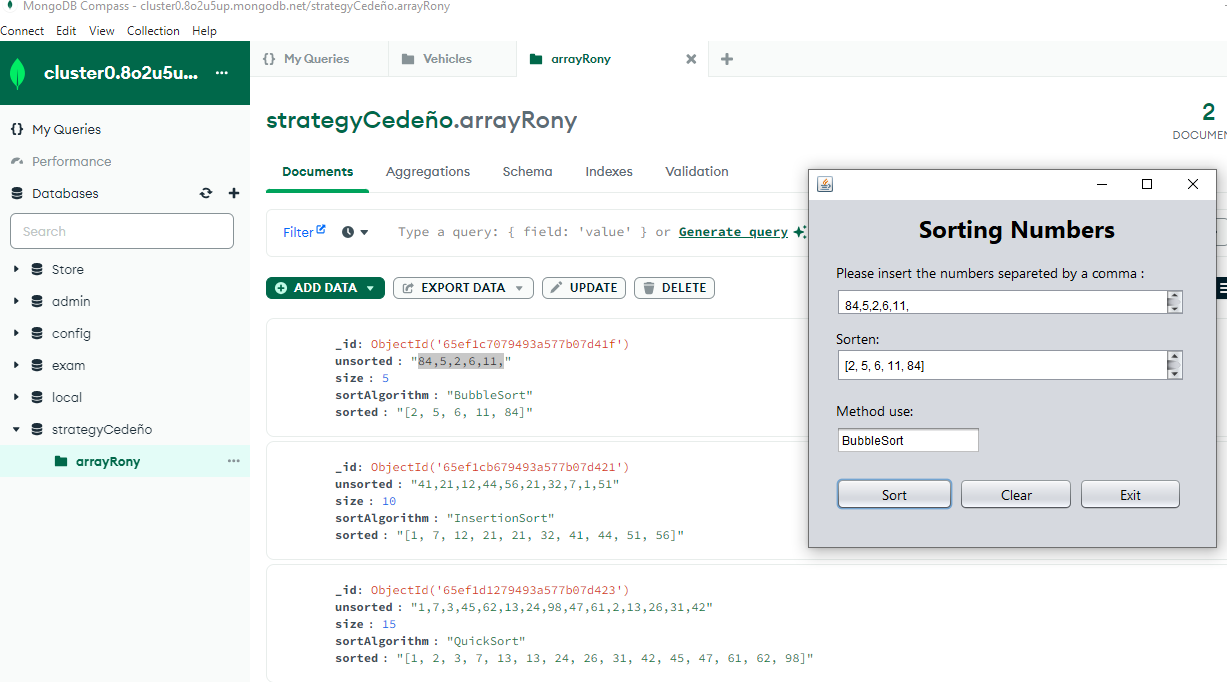 MongoDB Compass - cluster0.8o2u5up.mongodb.net/strategyCedeño.arrayRony
Connect Edit View Collection Help
cluster0.8o2u5u... ...
{} My Queries
Vehicles
arrayRony
{} My Queries
Performance
Databases
Search
Store
admin
config
exam
local
strategyCedeño
arrayRony ...
strategyCedeño.arrayRony
2
DOCUMEN
Documents Aggregations Schema Indexes Validation
Filter Type a query: { field: 'value' } or Generate query
ADD DATA EXPORT DATA UPDATE DELETE
_id: ObjectId('65ef1c7079493a577b07d41f')
unsorted : "84,5,2,6,11,"
size : 5
sortAlgorithm : "BubbleSort"
sorted : "[2, 5, 6, 11, 84]"
_id: ObjectId('65ef1cb679493a577b07d421')
unsorted : "41,21,12,44,56,21,32,7,1,51"
size : 10
sortAlgorithm : "InsertionSort"
sorted : "[1, 7, 12, 21, 21, 32, 41, 44, 51, 56]"
_id: ObjectId('65ef1d1279493a577b07d423')
unsorted : "1,7,3,45,62,13,24,98,47,61,2,13,26,31,42"
size : 15
sortAlgorithm : "QuickSort"
sorted : "[1, 2, 3, 7, 13, 13, 24, 26, 31, 42, 45, 47, 61, 62, 98]"
Sorting Numbers
Please insert the numbers separeted by a comma :
84,5,2,6,11,
Sorten:
[2, 5, 6, 11, 84]
Method use:
BubbleSort
Sort Clear Exit